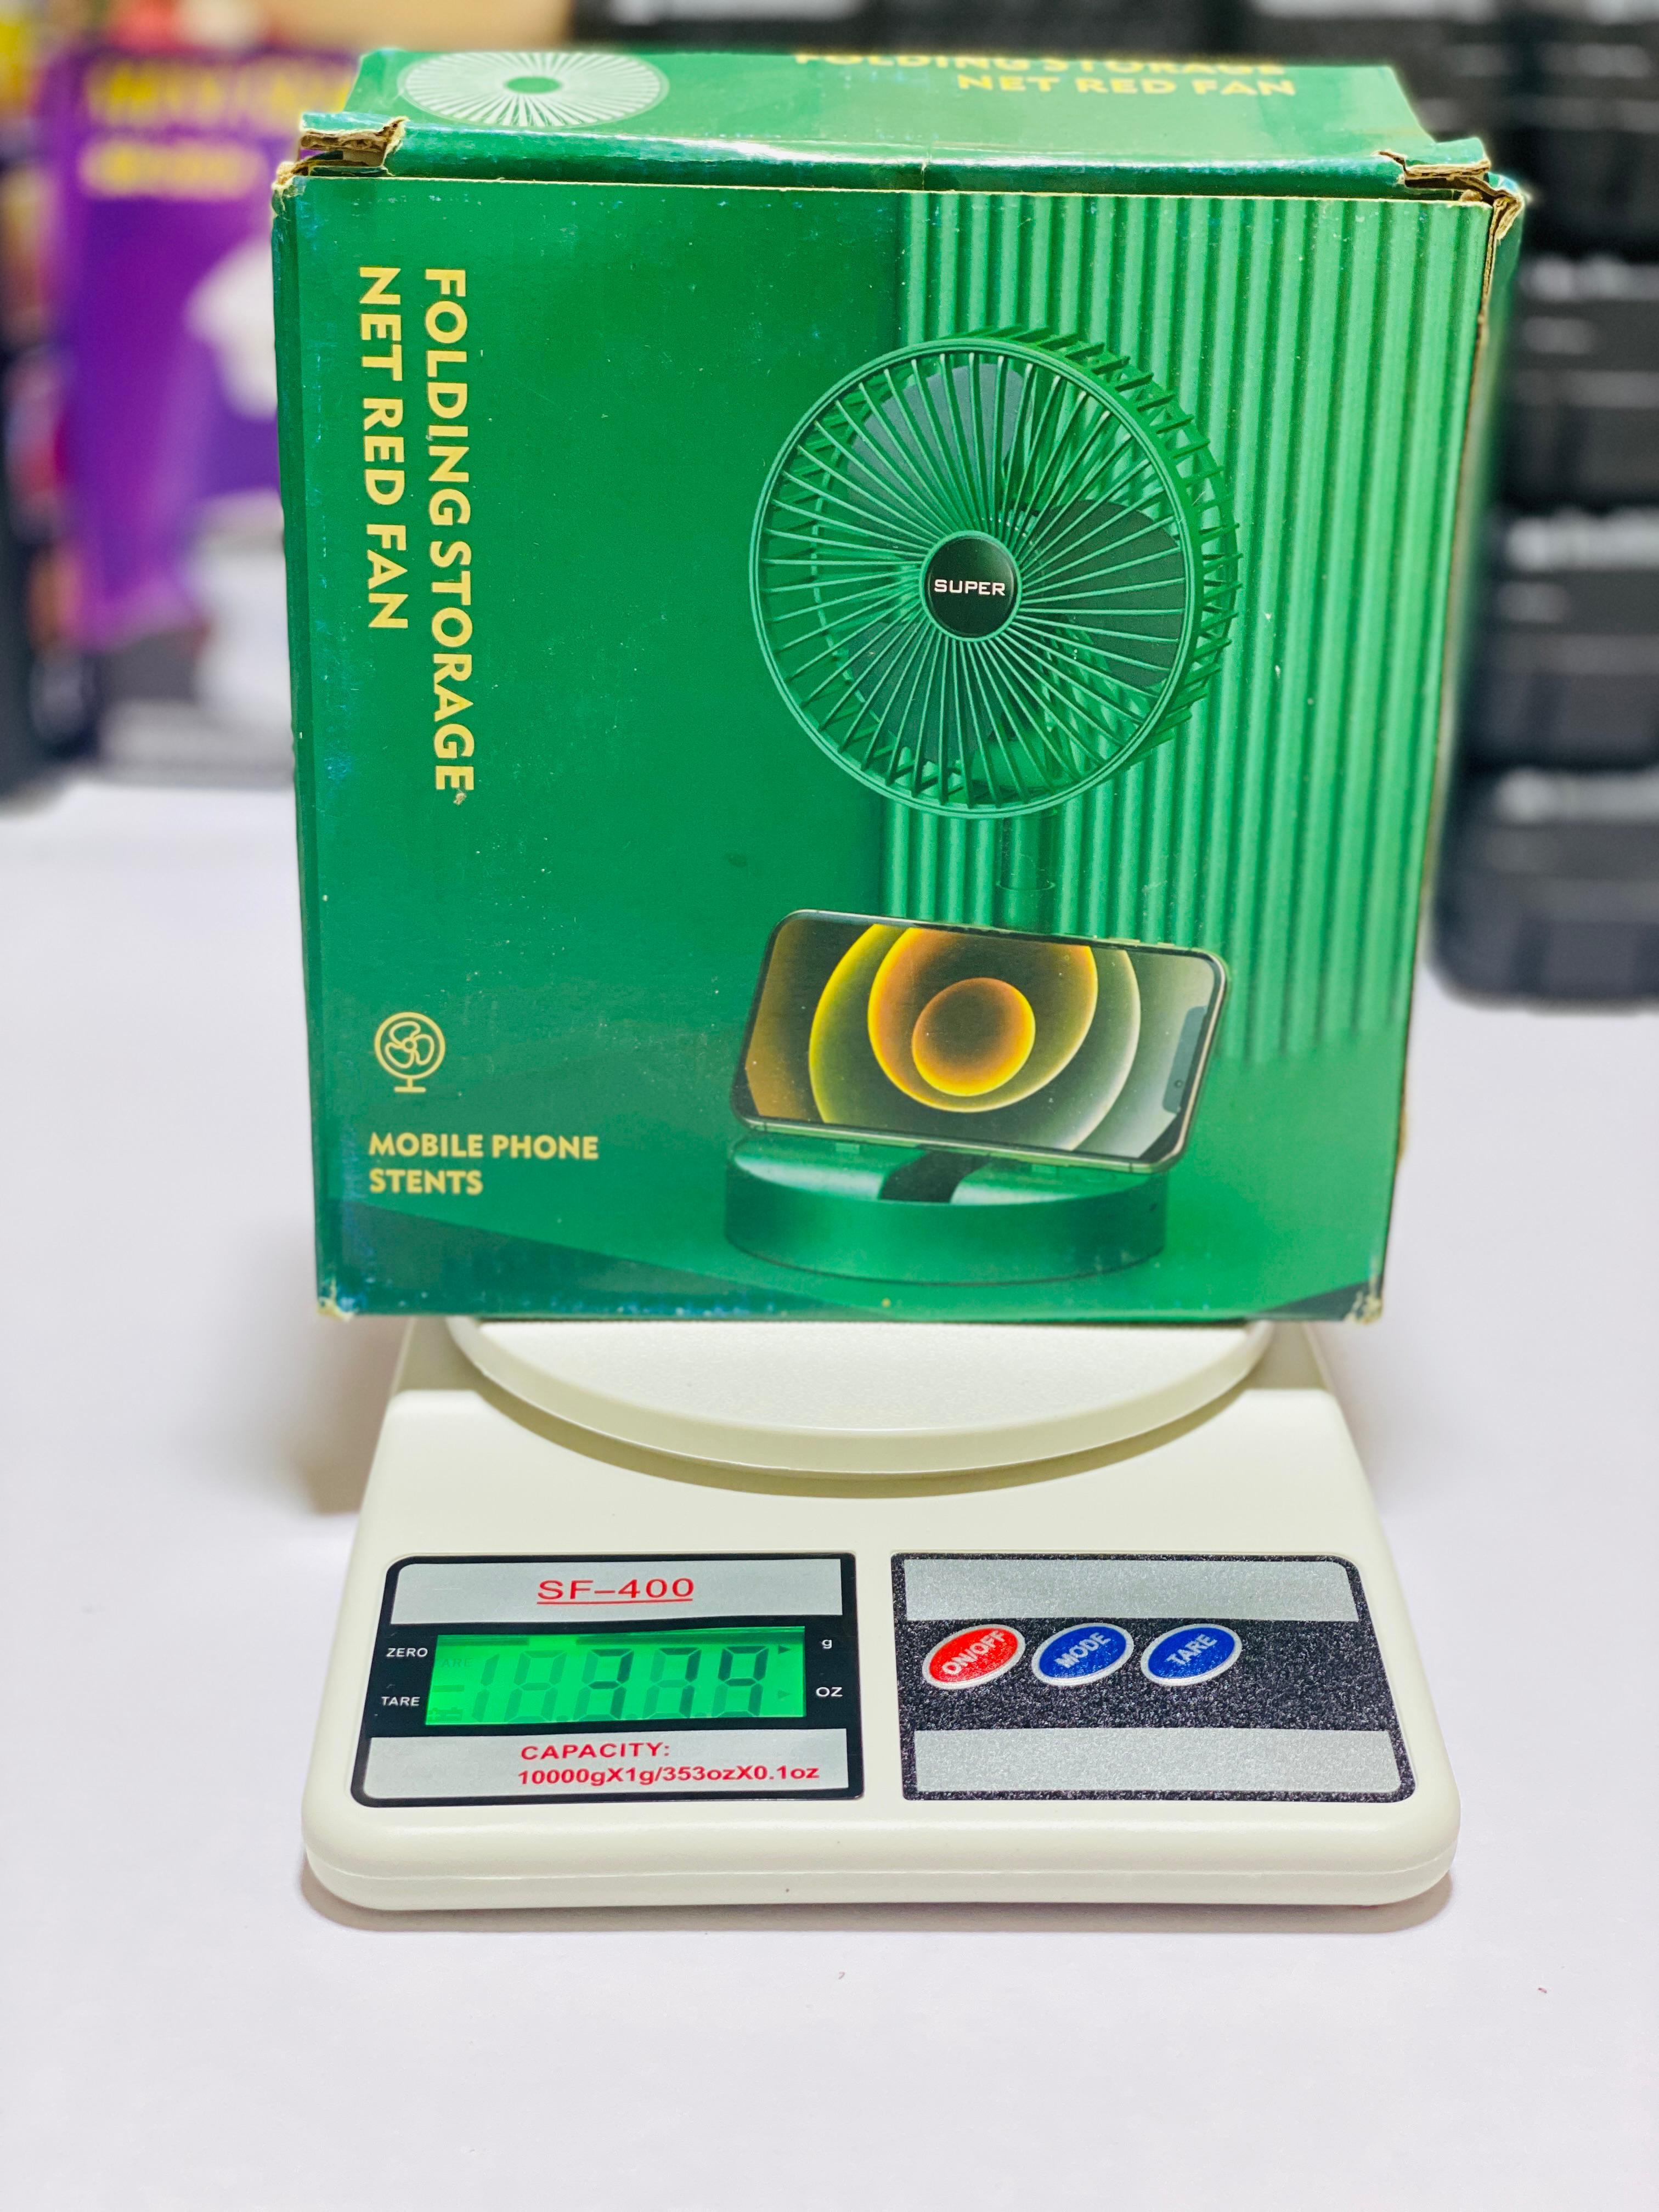 FOLDING STORAGE
NET RED FAN
FOLDING STORAGE
NET RED FAN
SUPER
MOBILE PHONE
STENTS
SF-400
ZERO
TARE
379
g
OZ
CAPACITY:
10000gX1g/353ozX0.1oz
ON/OFF
MODE
TARE